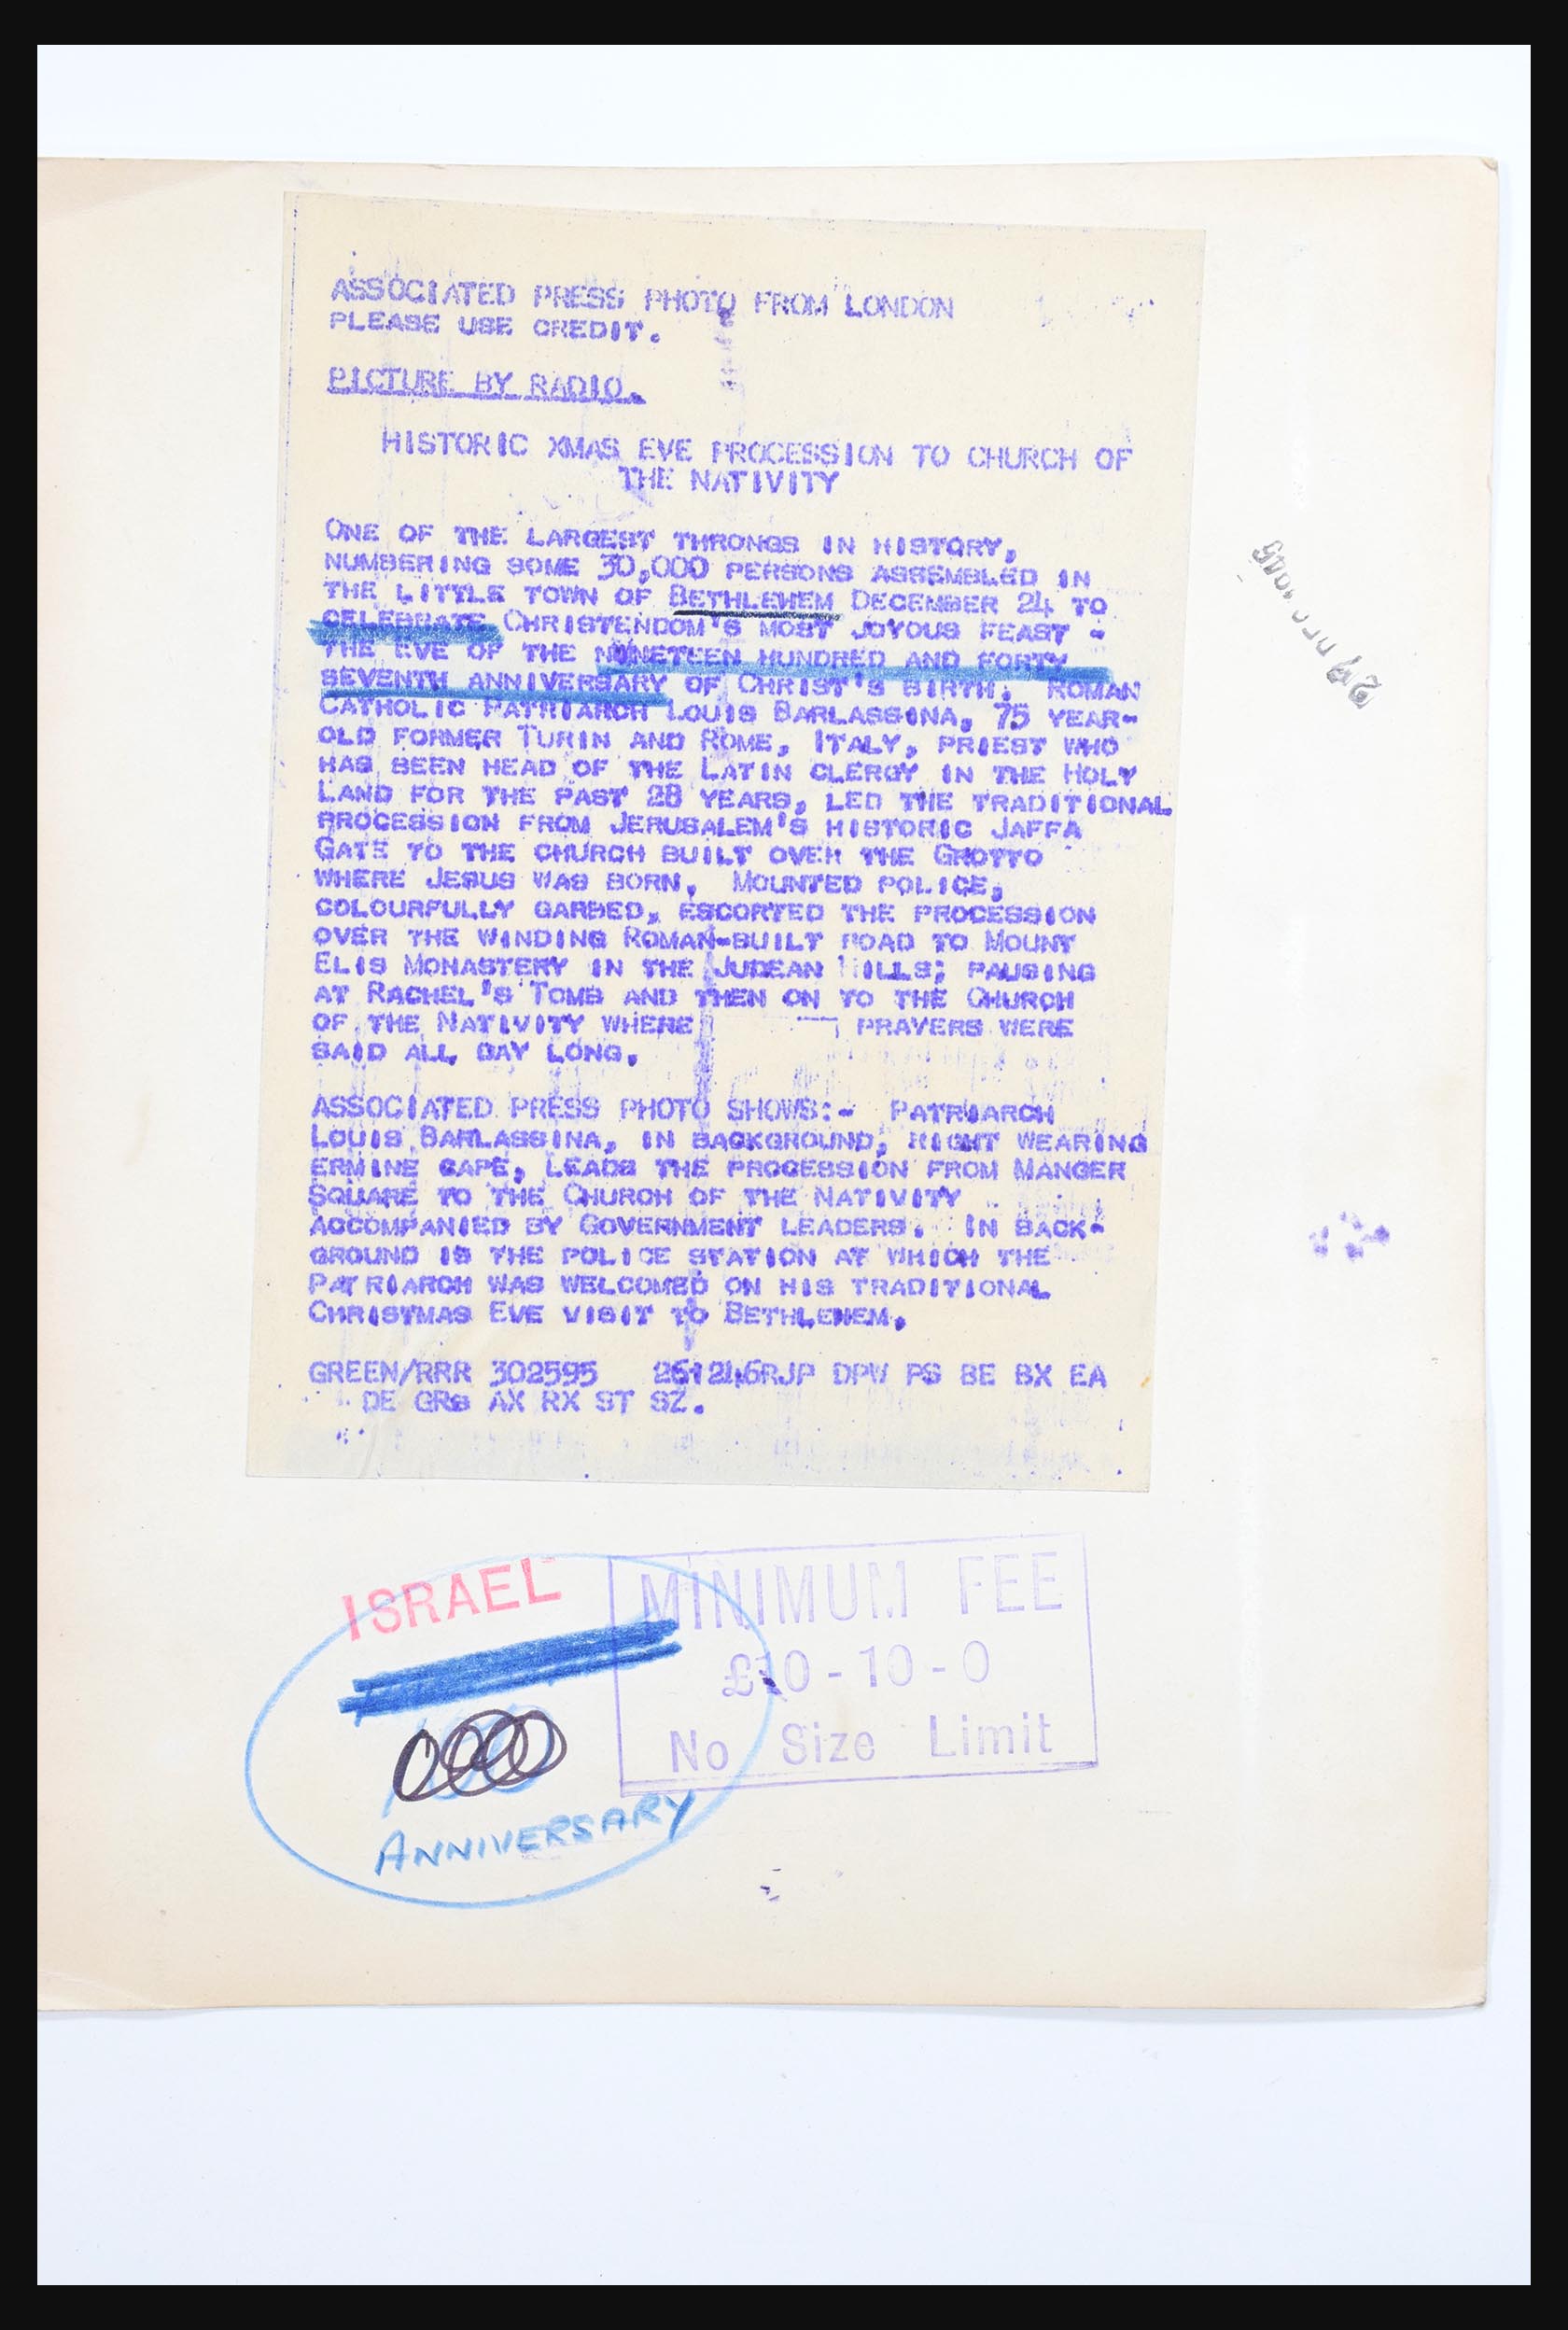 ASSOCIATED PRESS PHOTO FROM LONDON
PLEASE USE CREDIT.
PICTURE BY RADIO.
HISTORIC XMAS EVE PROCESSION TO CHURCH OF
THE NATIVITY
ONE OF THE LARGEST THRONGS IN HISTORY,
NUMBERING SOME 30,000 PERSONS ASSEMBLED IN
THE LITTLE TOWN OF BETHLEHEM DECEMBER 24 TO
CELEBRATE CHRISTENDOM'S MOST JOYOUS FEAST -
THE EVE OF THE NINETEEN HUNDRED AND FORTY
SEVENTH ANNIVERSARY OF CHRIST'S BIRTH. ROMAN
CATHOLIC PATRIARCH LOUIS BARLASSINA, 75 YEAR-
OLD FORMER TURIN AND ROME, ITALY, PRIEST WHO
HAS BEEN HEAD OF THE LATIN CLERGY IN THE HOLY
LAND FOR THE PAST 28 YEARS, LED THE TRADITIONAL
PROCESSION FROM JERUSALEM'S HISTORIC JAFFA
GATE TO THE CHURCH BUILT OVER THE GROTTO
WHERE JESUS WAS BORN. MOUNTED POLICE,
COLOURFULLY GARBED, ESCORTED THE PROCESSION
OVER THE WINDING ROMAN-BUILT ROAD TO MOUNT
ELIS MONASTERY IN THE JUDEAN HILLS; PAUSING
AT RACHEL'S TOMB AND THEN ON TO THE CHURCH
OF THE NATIVITY WHERE PRAYERS WERE
SAID ALL DAY LONG.
ASSOCIATED PRESS PHOTO SHOWS:- PATRIARCH
LOUIS BARLASSINA, IN BACKGROUND, RIGHT WEARING
ERMINE CAPE, LEADS THE PROCESSION FROM MANGER
SQUARE TO THE CHURCH OF THE NATIVITY
ACCOMPANIED BY GOVERNMENT LEADERS. IN BACK-
GROUND IS THE POLICE STATION AT WHICH THE
PATRIARCH WAS WELCOMED ON HIS TRADITIONAL
CHRISTMAS EVE VISIT TO BETHLEHEM.
GREEN/RRR 302595 261246RJP DPW PS BE BX EA
DE GRS AX RX ST SZ.
ISRAEL
MINIMUM FEE
£10-10-0
No Size Limit
ANNIVERSARY